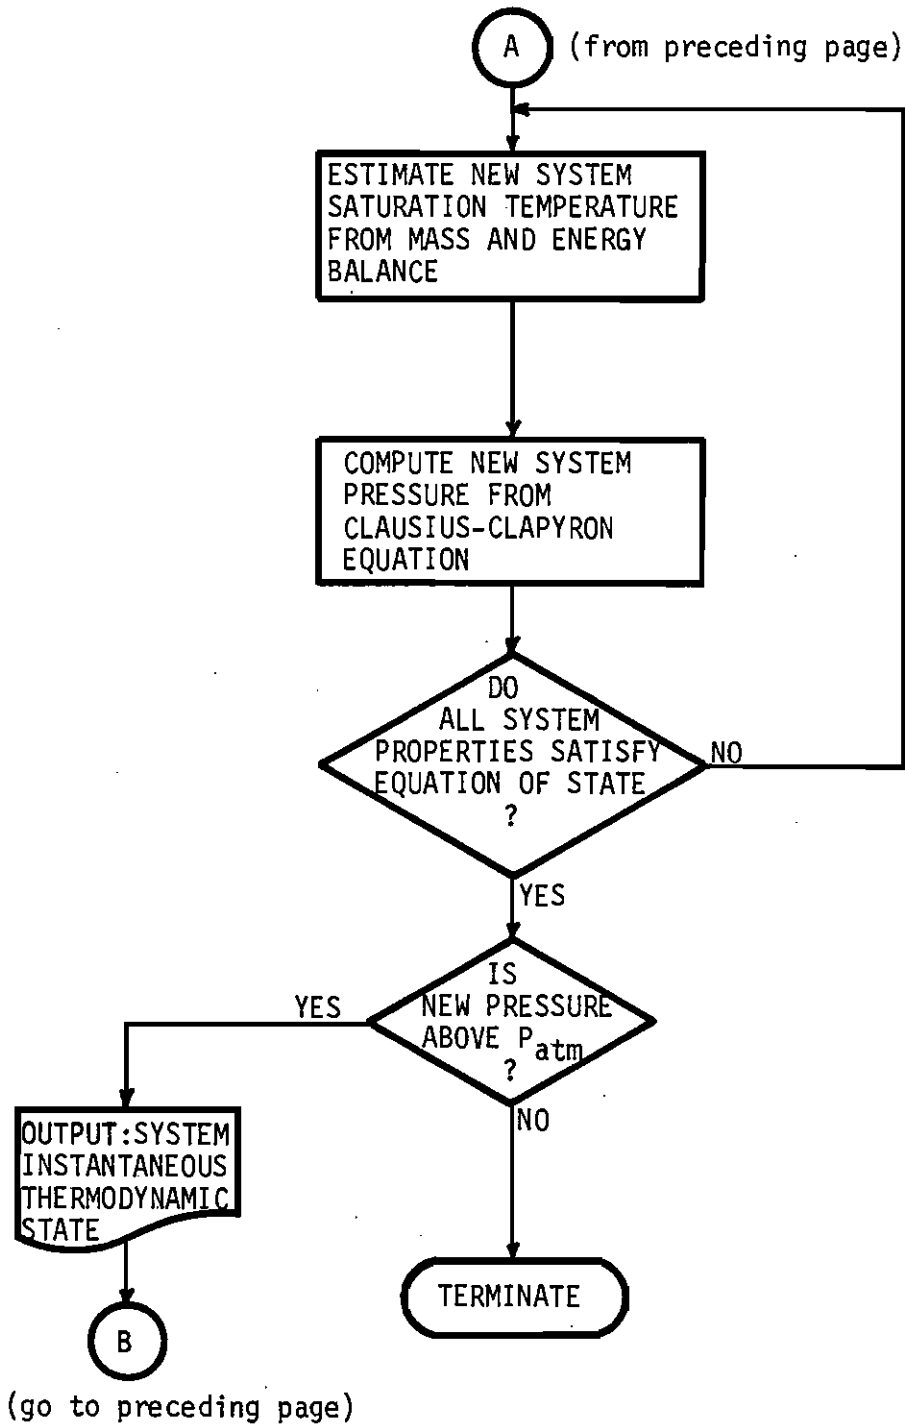 A (from preceding page)
ESTIMATE NEW SYSTEM
SATURATION TEMPERATURE
FROM MASS AND ENERGY
BALANCE
COMPUTE NEW SYSTEM
PRESSURE FROM
CLAUSIUS-CLAPYRON
EQUATION
DO
ALL SYSTEM
PROPERTIES SATISFY
EQUATION OF STATE
?
NO
YES
IS
NEW PRESSURE
ABOVE Patm
?
YES
NO
OUTPUT:SYSTEM
INSTANTANEOUS
THERMODYNAMIC
STATE
TERMINATE
B
(go to preceding page)